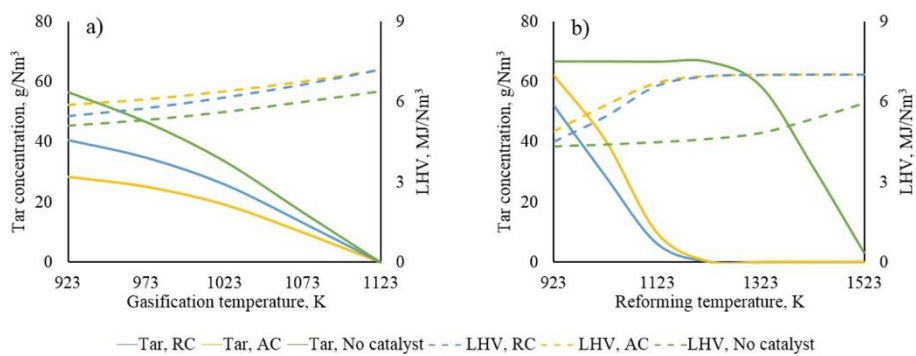 a)
80
60
40
20
0
Tar concentration, g/Nm³
9
6
3
0
LHV, MJ/Nm³
923 973 1023 1073 1123
Gasification temperature, K
b)
80
60
40
20
0
Tar concentration, g/Nm³
9
6
3
0
LHV, MJ/Nm³
923 1123 1323 1523
Reforming temperature, K
Tar, RC Tar, AC Tar, No catalyst LHV, RC LHV, AC LHV, No catalyst